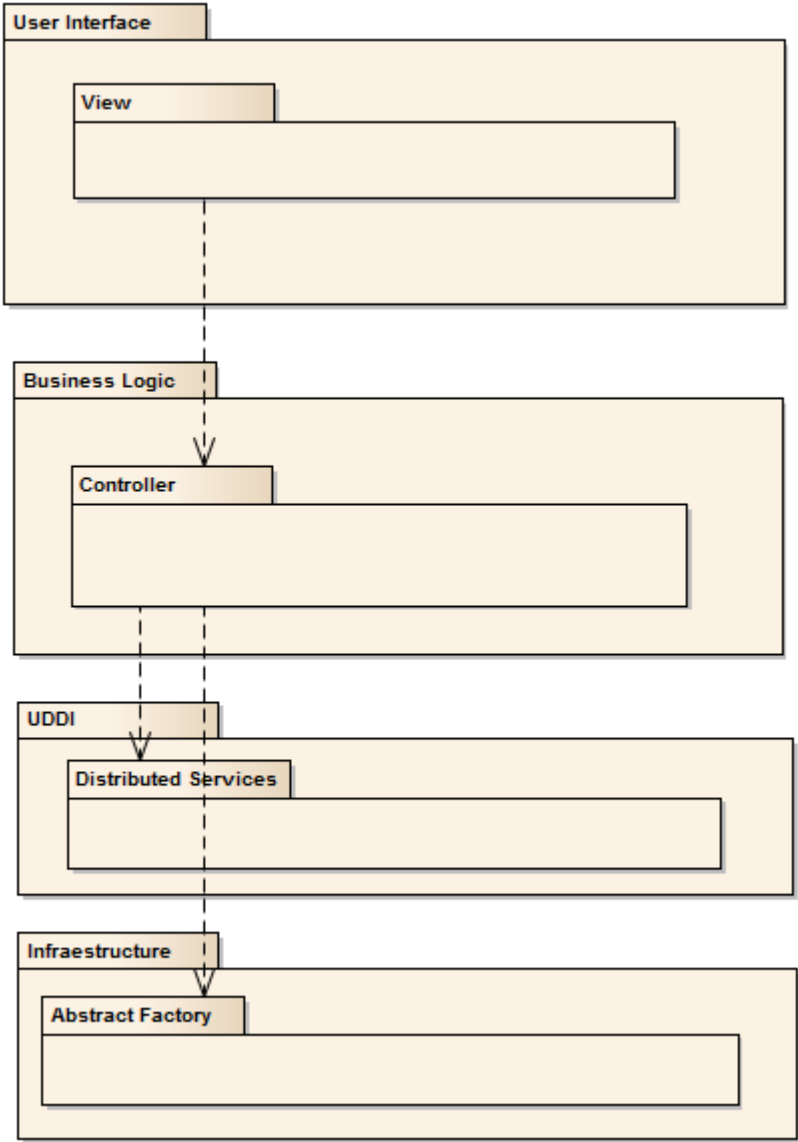 User Interface
View
Business Logic
Controller
UDDI
Distributed Services
Infraestructure
Abstract Factory